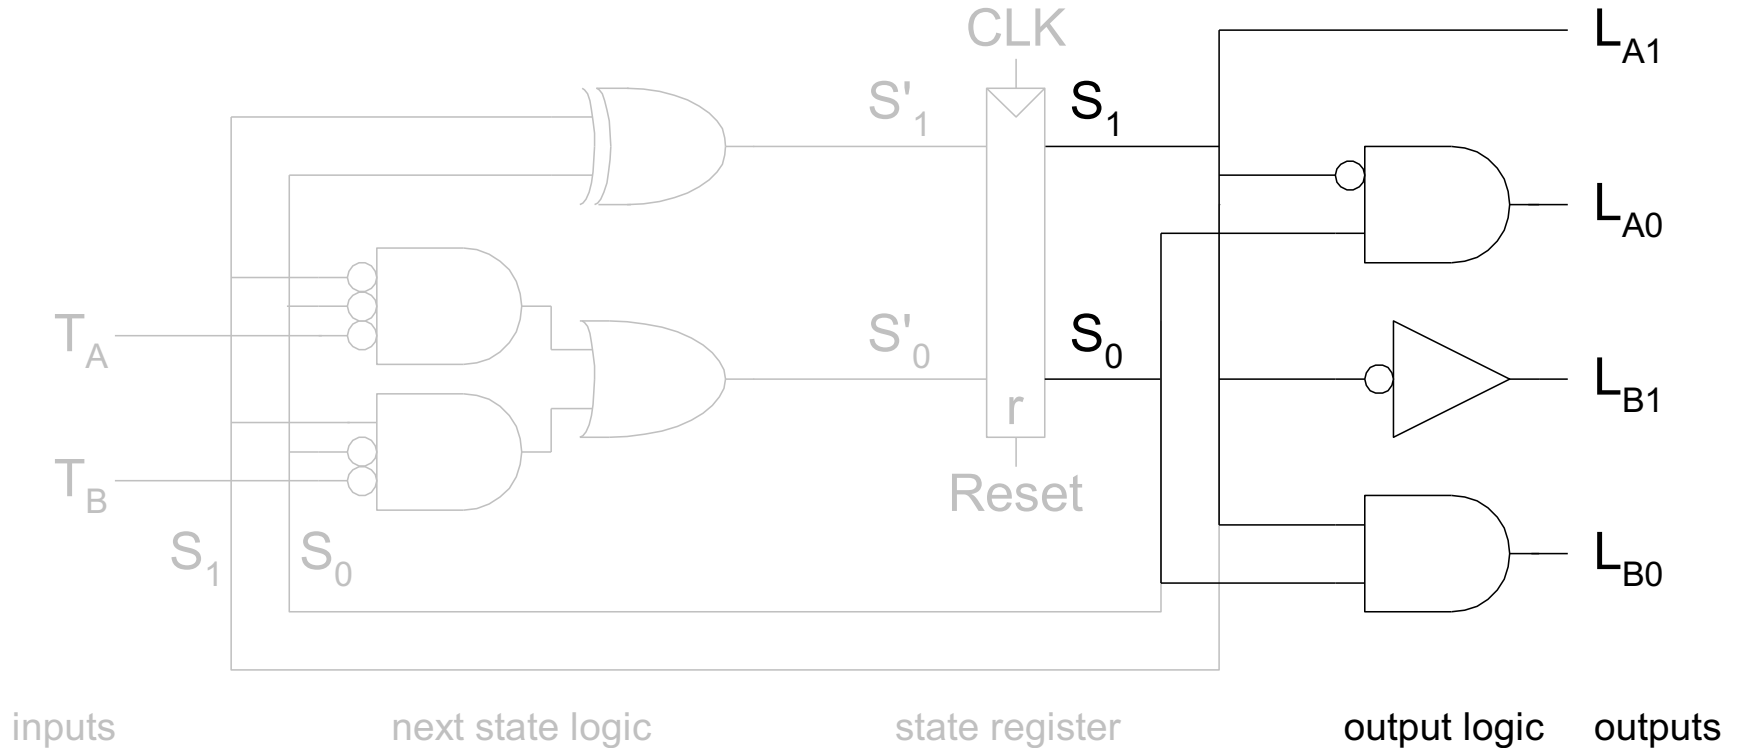 CLK
L_A1
S'_1
S_1
L_A0
T_A
S'_0
S_0
L_B1
r
T_B
Reset
S_1
S_0
L_B0
inputs
next state logic
state register
output logic
outputs